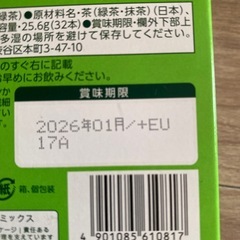 緑茶) ●原材料名・茶(緑茶・抹茶)(日本)、
25.6g(32本) ●賞味期限・欄外下部上
多湿の場所を避けて保存してください。
谷区本町3-47-10
のすぐ右に記載
早めにお飲みください。
賞味期限
2026年01月/+EU
17A
紙
箱、個包装
ミックス
4 901085 610817